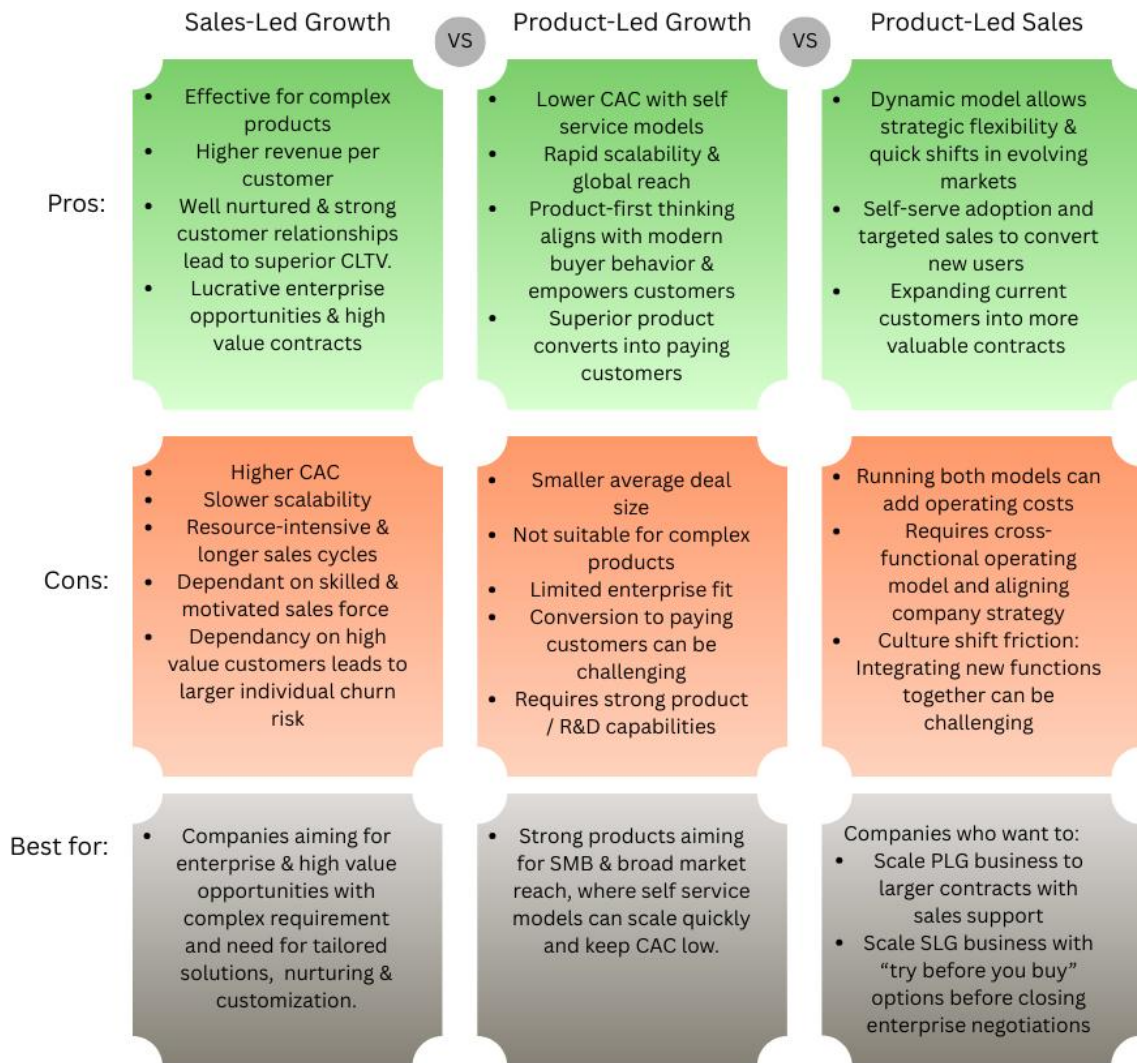 Sales-Led Growth
VS
Product-Led Growth
VS
Product-Led Sales
Pros:
• Effective for complex
products
• Higher revenue per
customer
• Well nurtured & strong
customer relationships
lead to superior CLTV.
• Lucrative enterprise
opportunities & high
value contracts
• Lower CAC with self
service models
• Rapid scalability &
global reach
• Product-first thinking
aligns with modern
buyer behavior &
empowers customers
• Superior product
converts into paying
customers
• Dynamic model allows
strategic flexibility &
quick shifts in evolving
markets
• Self-serve adoption and
targeted sales to convert
new users
• Expanding current
customers into more
valuable contracts
Cons:
• Higher CAC
• Slower scalability
• Resource-intensive &
longer sales cycles
• Dependant on skilled &
motivated sales force
• Dependancy on high
value customers leads to
larger individual churn
risk
• Smaller average deal
size
• Not suitable for complex
products
• Limited enterprise fit
• Conversion to paying
customers can be
challenging
• Requires strong product
/ R&D capabilities
• Running both models can
add operating costs
• Requires cross-
functional operating
model and aligning
company strategy
• Culture shift friction:
Integrating new functions
together can be
challenging
Best for:
• Companies aiming for
enterprise & high value
opportunities with
complex requirement
and need for tailored
solutions, nurturing &
customization.
• Strong products aiming
for SMB & broad market
reach, where self service
models can scale quickly
and keep CAC low.
Companies who want to:
• Scale PLG business to
larger contracts with
sales support
• Scale SLG business with
“try before you buy”
options before closing
enterprise negotiations